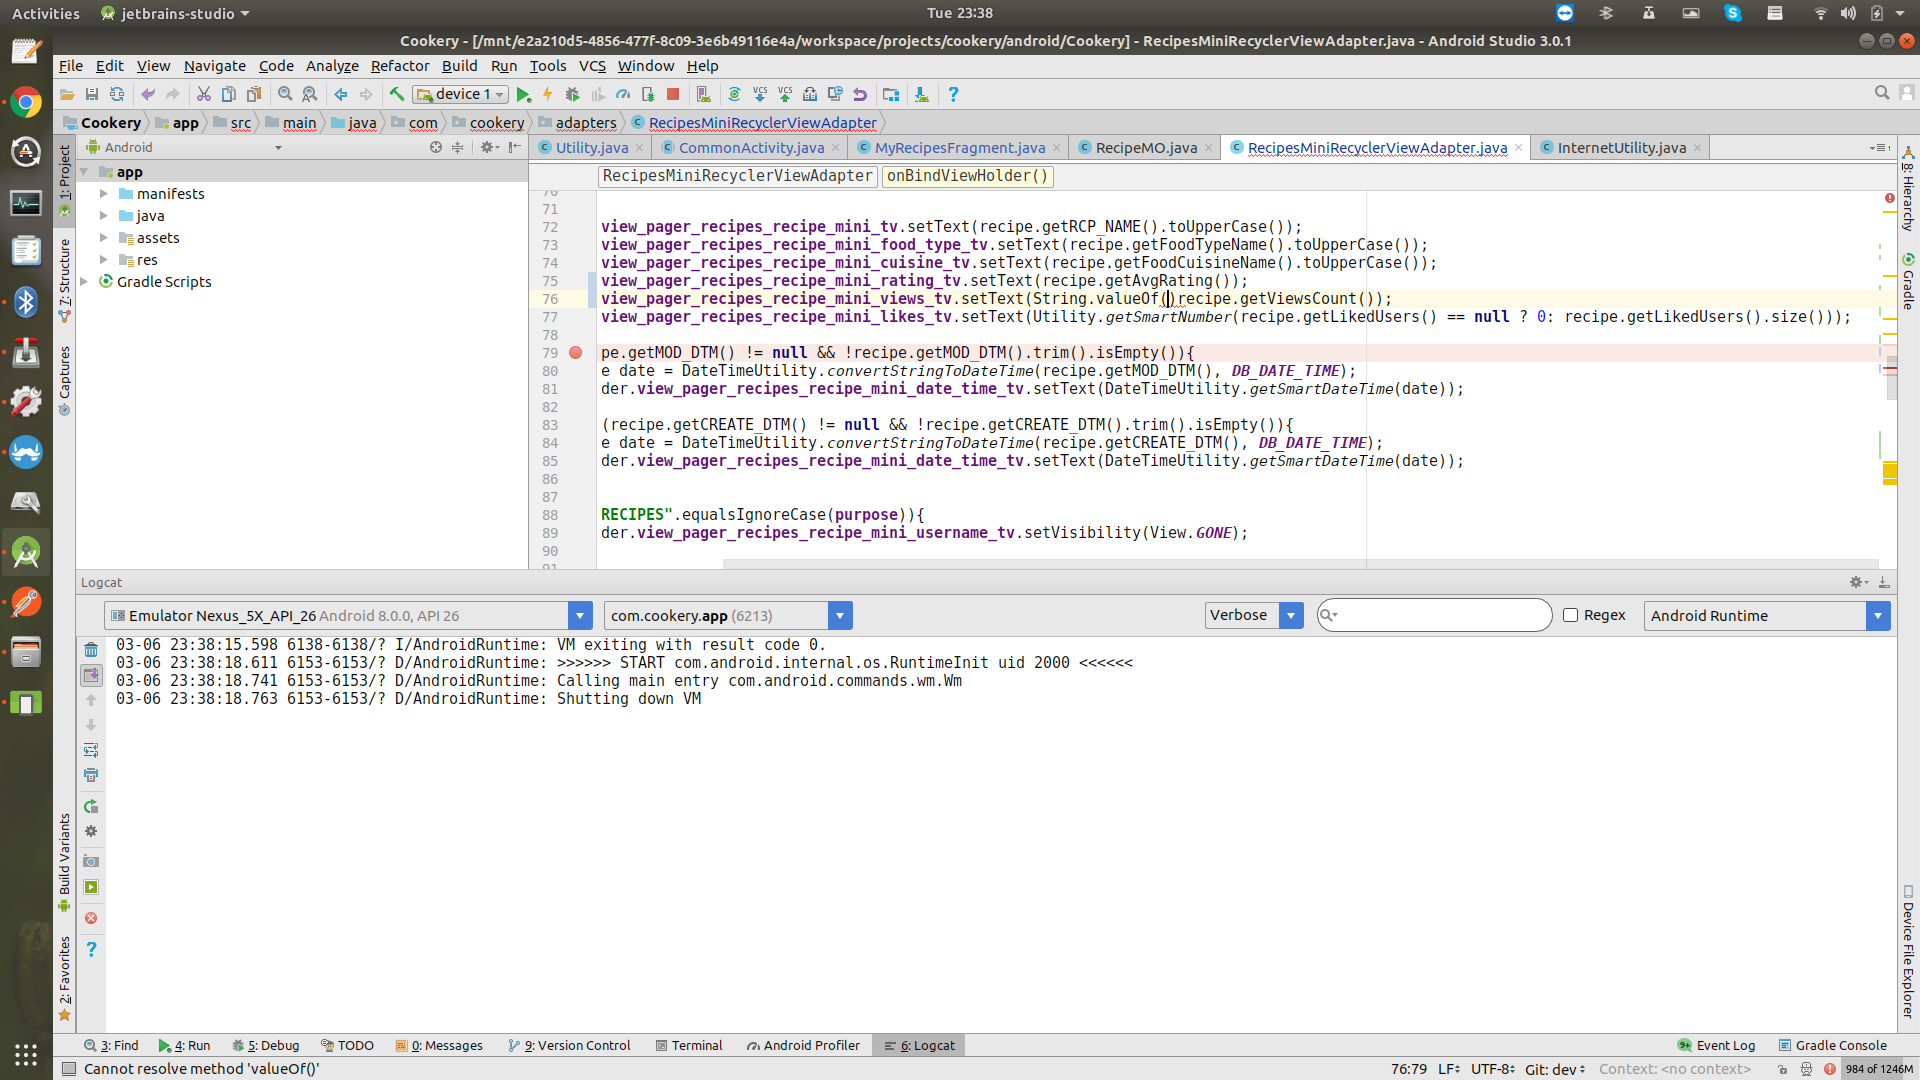 Activities jetbrains-studio Tue 23:38
Cookery - [/mnt/e2a210d5-4856-477f-8c09-3e6b49116e4a/workspace/projects/cookery/android/Cookery] - RecipesMiniRecyclerViewAdapter.java - Android Studio 3.0.1
File Edit View Navigate Code Analyze Refactor Build Run Tools VCS Window Help
device 1 VCS VCS ?
Cookery app src main java com cookery adapters RecipesMiniRecyclerViewAdapter
Android
Utility.java CommonActivity.java MyRecipesFragment.java RecipeMO.java RecipesMiniRecyclerViewAdapter.java InternetUtility.java
RecipesMiniRecyclerViewAdapter onBindViewHolder()
1: Project
7: Structure
Captures
Build Variants
2: Favorites
app
manifests
java
assets
res
Gradle Scripts
70
71
72 view_pager_recipes_recipe_mini_tv.setText(recipe.getRCP_NAME().toUpperCase());
73 view_pager_recipes_recipe_mini_food_type_tv.setText(recipe.getFoodTypeName().toUpperCase());
74 view_pager_recipes_recipe_mini_cuisine_tv.setText(recipe.getFoodCuisineName().toUpperCase());
75 view_pager_recipes_recipe_mini_rating_tv.setText(recipe.getAvgRating());
76 view_pager_recipes_recipe_mini_views_tv.setText(String.valueOf()recipe.getViewsCount());
77 view_pager_recipes_recipe_mini_likes_tv.setText(Utility.getSmartNumber(recipe.getLikedUsers() == null ? 0: recipe.getLikedUsers().size()));
78
79 pe.getMOD_DTM() != null && !recipe.getMOD_DTM().trim().isEmpty()){
80 e date = DateTimeUtility.convertStringToDateTime(recipe.getMOD_DTM(), DB_DATE_TIME);
81 der.view_pager_recipes_recipe_mini_date_time_tv.setText(DateTimeUtility.getSmartDateTime(date));
82
83 (recipe.getCREATE_DTM() != null && !recipe.getCREATE_DTM().trim().isEmpty()){
84 e date = DateTimeUtility.convertStringToDateTime(recipe.getCREATE_DTM(), DB_DATE_TIME);
85 der.view_pager_recipes_recipe_mini_date_time_tv.setText(DateTimeUtility.getSmartDateTime(date));
86
87
88 RECIPES".equalsIgnoreCase(purpose)){
89 der.view_pager_recipes_recipe_mini_username_tv.setVisibility(View.GONE);
90
91
8: Hierarchy
Gradle
Device File Explorer
Logcat
Emulator Nexus_5X_API_26 Android 8.0.0, API 26 com.cookery.app (6213) Verbose Regex Android Runtime
03-06 23:38:15.598 6138-6138/? I/AndroidRuntime: VM exiting with result code 0.
03-06 23:38:18.611 6153-6153/? D/AndroidRuntime: >>>>>> START com.android.internal.os.RuntimeInit uid 2000 <<<<<<
03-06 23:38:18.741 6153-6153/? D/AndroidRuntime: Calling main entry com.android.commands.wm.Wm
03-06 23:38:18.763 6153-6153/? D/AndroidRuntime: Shutting down VM
?
3: Find 4: Run 5: Debug TODO 0: Messages 9: Version Control Terminal Android Profiler 6: Logcat 9+ Event Log Gradle Console
Cannot resolve method 'valueOf()' 76:79 LF UTF-8 Git: dev Context: <no context> 984 of 1246M